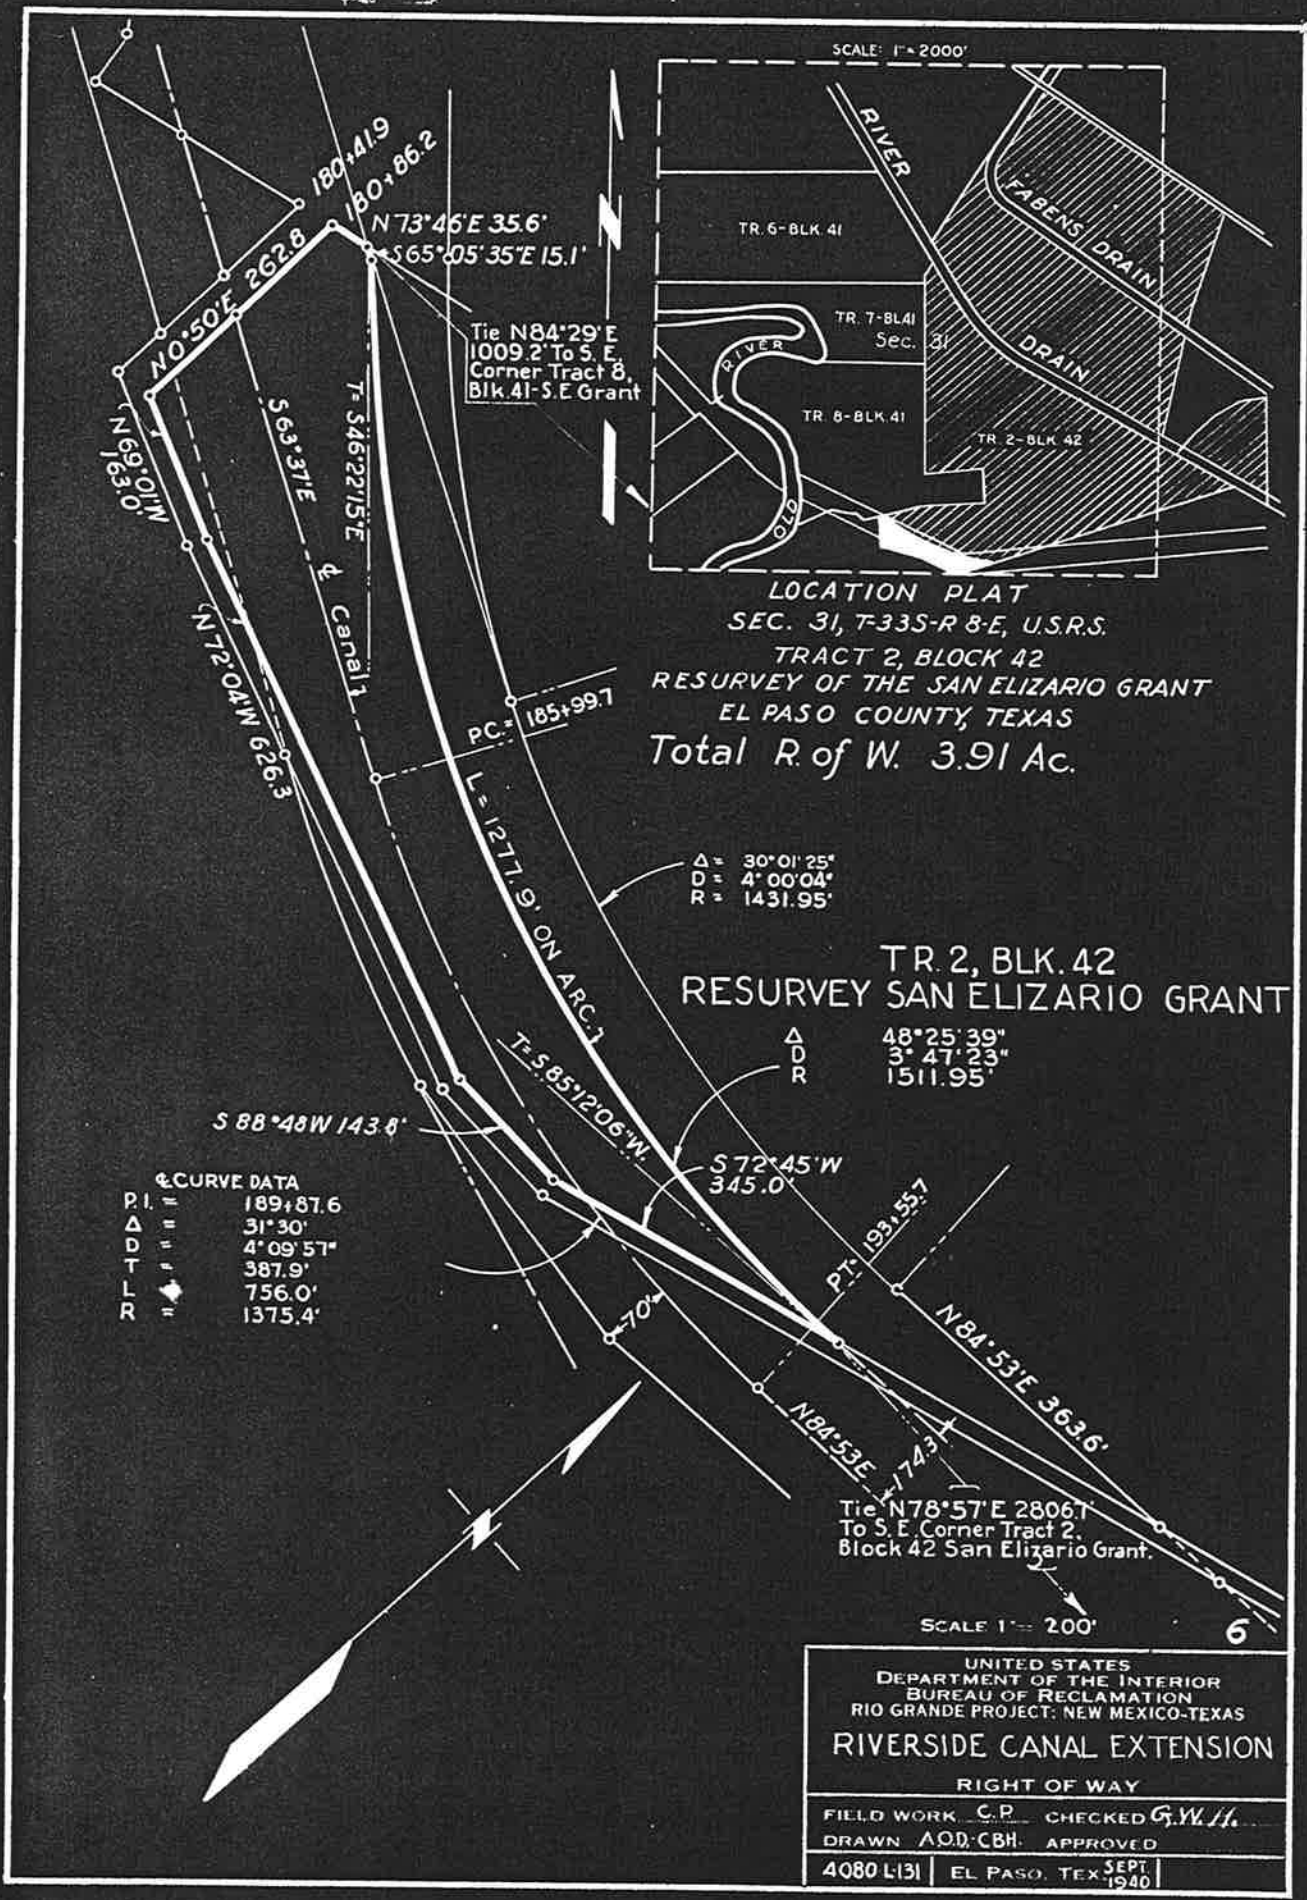 SCALE: 1"=2000'
180+41.9
180+86.2
N 73°46'E 35.6'
S65°05'35"E 15.1'
N0°50'E 262.8
Tie N84°29'E
1009.2' To S.E.
Corner Tract 8,
Blk.41-S.E Grant
RIVER
FABENS DRAIN
TR. 6-BLK. 41
TR. 7-BL41
Sec. 31
RIVER
DRAIN
TR. 8-BLK. 41
TR. 2-BLK. 42
OLD
(N69°01'W
163.0'
S63°37'E
T= S46°22'15"E
℄ Canal
(N72°04'W 626.3
LOCATION PLAT
SEC. 31, T-33S-R 8-E, U.S.R.S.
TRACT 2, BLOCK 42
RESURVEY OF THE SAN ELIZARIO GRANT
EL PASO COUNTY, TEXAS
Total R. of W. 3.91 Ac.
P.C.= 185+99.7
L= 1277.9' ON ARC.
Δ= 30°01'25"
D= 4°00'04"
R= 1431.95'
TR. 2, BLK. 42
RESURVEY SAN ELIZARIO GRANT
Δ 48°25'39"
D 3°47'23"
R 1511.95'
T= S85°12'06"W.
S 88°48'W 143.8'
S 72°45'W
345.0'
℄ CURVE DATA
P.I. = 189+87.6
Δ = 31°30'
D = 4°09'57"
T = 387.9'
L = 756.0'
R = 1375.4'
P.T.= 193+55.7
70'
N84°53'E 363.6'
N84°53'E
174.3
Tie N78°57'E 2806.1'
To S.E. Corner Tract 2,
Block 42 San Elizario Grant.
SCALE 1"= 200'
6
UNITED STATES
DEPARTMENT OF THE INTERIOR
BUREAU OF RECLAMATION
RIO GRANDE PROJECT: NEW MEXICO-TEXAS
RIVERSIDE CANAL EXTENSION
RIGHT OF WAY
FIELD WORK C.P. CHECKED G.W.H.
DRAWN A.O.D.-CBH. APPROVED
4080 L131 EL PASO, TEX. SEPT. 1940